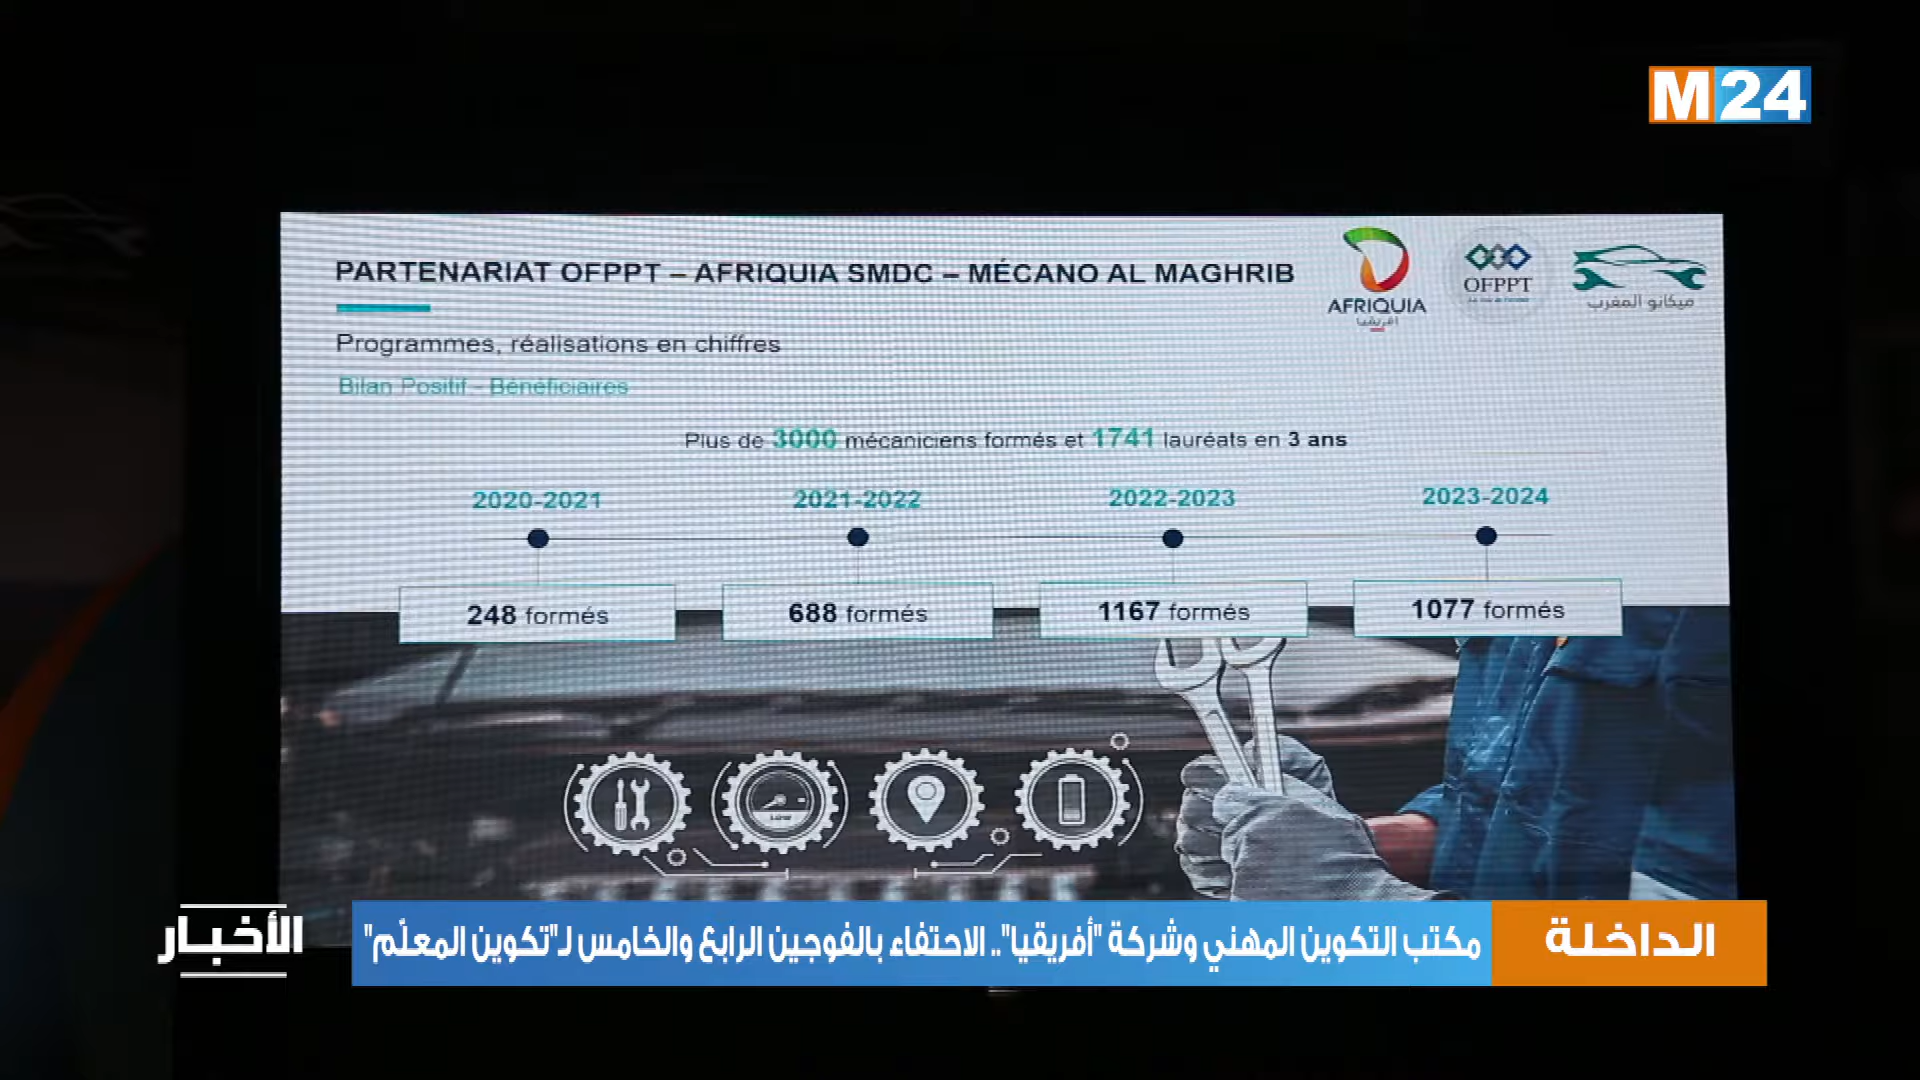 M24
PARTENARIAT OFPPT – AFRIQUIA SMDC – MÉCANO AL MAGHRIB
AFRIQUIA
أفريقيا
OFPPT
ميكانو المغرب
Programmes, réalisations en chiffres
Bilan Positif - Bénéficiaires
Plus de 3000 mécaniciens formés et 1741 lauréats en 3 ans
2020-2021
2021-2022
2022-2023
2023-2024
248 formés
688 formés
1167 formés
1077 formés
LOW
الداخلة
مكتب التكوين المهني وشركة "أفريقيا".. الاحتفاء بالفوجين الرابع والخامس لـ"تكوين المعلّم"
الأخبار